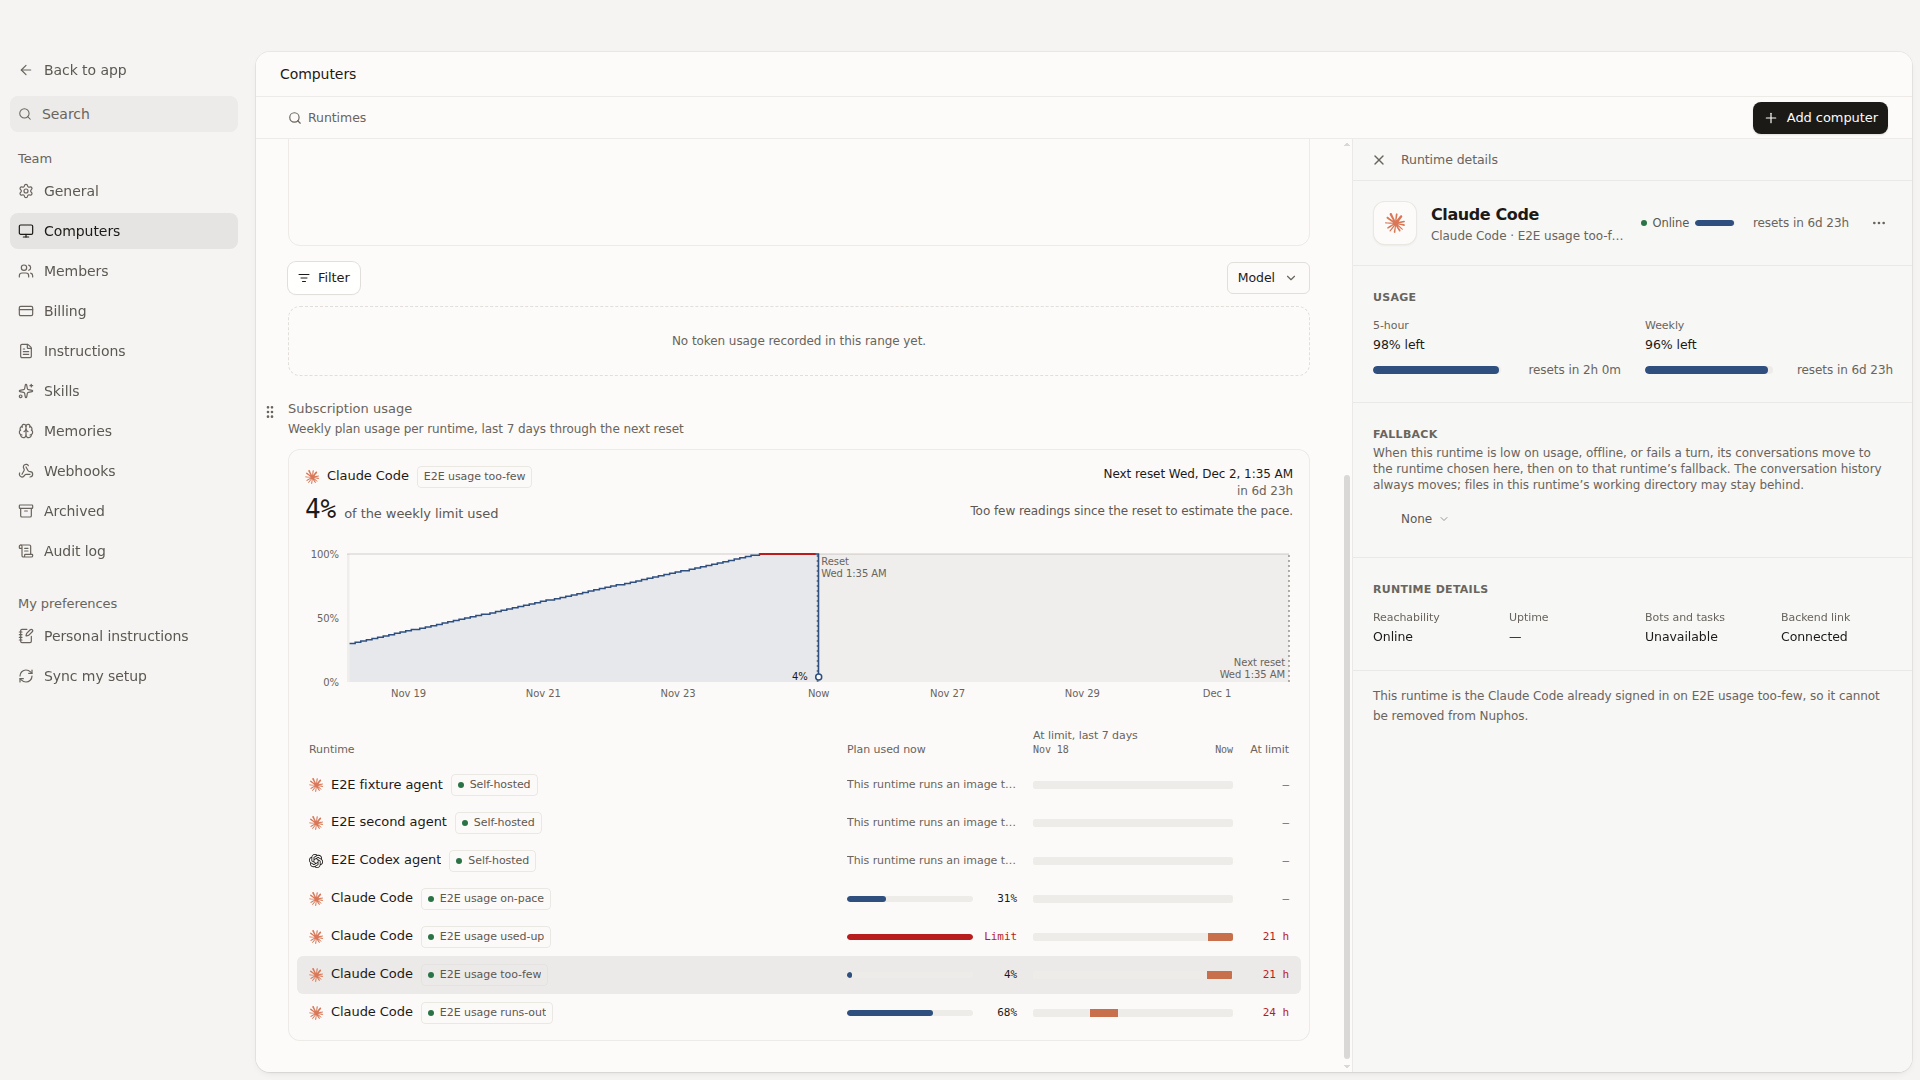 Back to app
Search
Team
General
Computers
Members
Billing
Instructions
Skills
Memories
Webhooks
Archived
Audit log
My preferences
Personal instructions
Sync my setup
Computers
Runtimes
Add computer
Filter
Model
No token usage recorded in this range yet.
Subscription usage
Weekly plan usage per runtime, last 7 days through the next reset
Claude Code E2E usage too-few
4% of the weekly limit used
Next reset Wed, Dec 2, 1:35 AM
in 6d 23h
Too few readings since the reset to estimate the pace.
100%
50%
0%
Reset
Wed 1:35 AM
4%
Next reset
Wed 1:35 AM
Nov 19 Nov 21 Nov 23 Now Nov 27 Nov 29 Dec 1
At limit, last 7 days
Runtime Plan used now Nov 18 Now At limit
E2E fixture agent Self-hosted This runtime runs an image t… –
E2E second agent Self-hosted This runtime runs an image t… –
E2E Codex agent Self-hosted This runtime runs an image t… –
Claude Code E2E usage on-pace 31% –
Claude Code E2E usage used-up Limit 21 h
Claude Code E2E usage too-few 4% 21 h
Claude Code E2E usage runs-out 68% 24 h
Runtime details
Claude Code
Claude Code · E2E usage too-f…
Online resets in 6d 23h
USAGE
5-hour Weekly
98% left 96% left
resets in 2h 0m resets in 6d 23h
FALLBACK
When this runtime is low on usage, offline, or fails a turn, its conversations move to
the runtime chosen here, then on to that runtime’s fallback. The conversation history
always moves; files in this runtime’s working directory may stay behind.
None
RUNTIME DETAILS
Reachability Uptime Bots and tasks Backend link
Online — Unavailable Connected
This runtime is the Claude Code already signed in on E2E usage too-few, so it cannot
be removed from Nuphos.